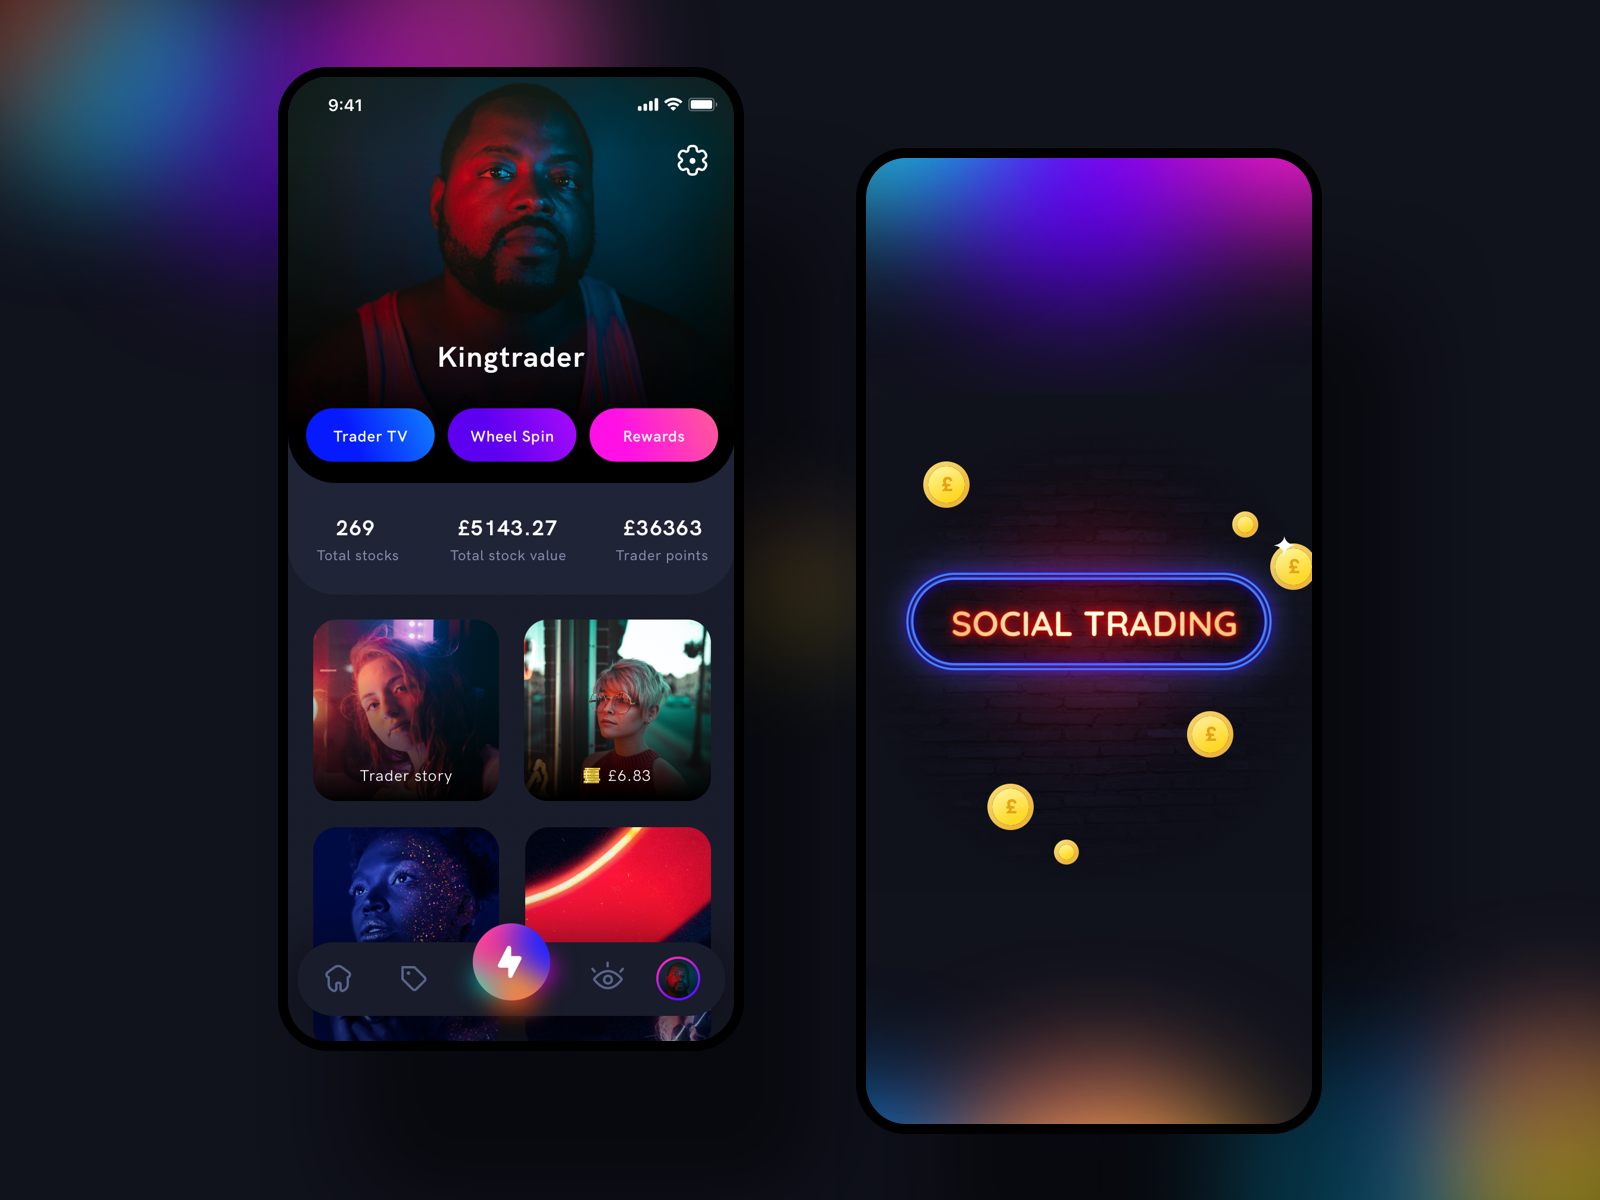 9:41
Kingtrader
Trader TV
Wheel Spin
Rewards
269
£5143.27
£36363
Total stocks
Total stock value
Trader points
Trader story
£6.83
£
£
SOCIAL TRADING
£
£